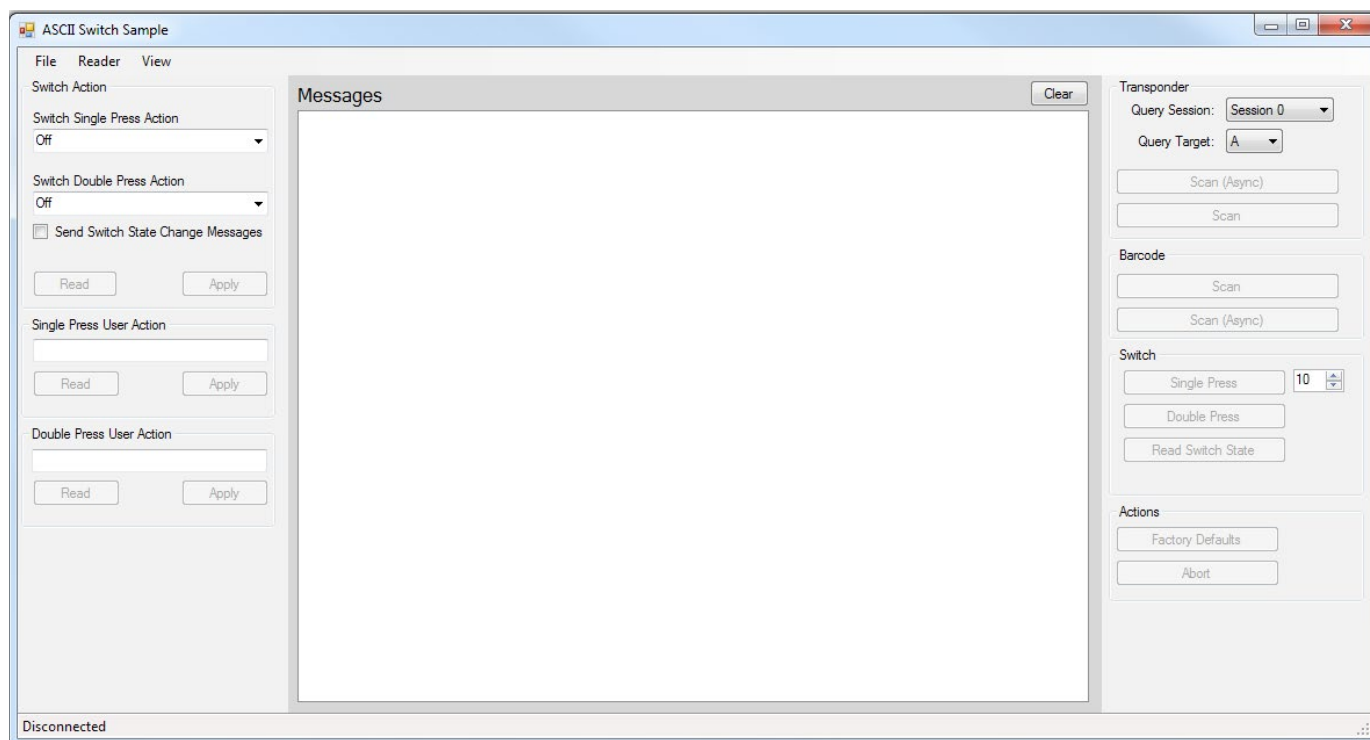 ASCII Switch Sample
File Reader View
Switch Action
Switch Single Press Action
Off
Switch Double Press Action
Off
Send Switch State Change Messages
Read Apply
Single Press User Action
Read Apply
Double Press User Action
Read Apply
Messages Clear
Transponder
Query Session: Session 0
Query Target: A
Scan (Async)
Scan
Barcode
Scan
Scan (Async)
Switch
Single Press 10
Double Press
Read Switch State
Actions
Factory Defaults
Abort
Disconnected